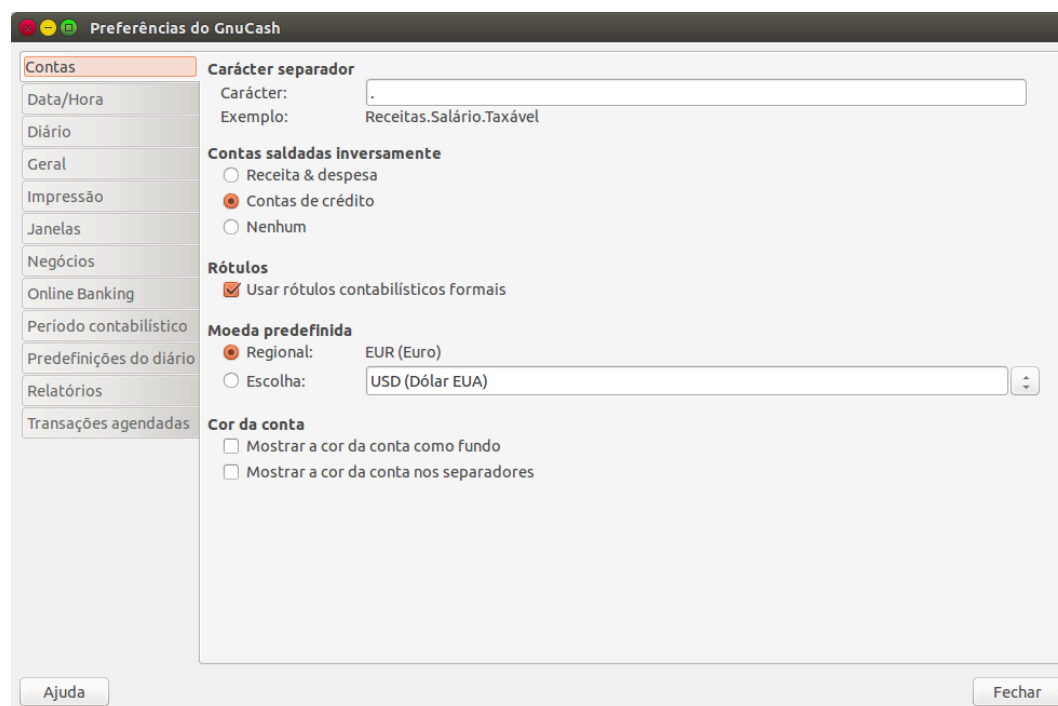 Preferências do GnuCash
Contas
Data/Hora
Diário
Geral
Impressão
Janelas
Negócios
Online Banking
Período contabilístico
Predefinições do diário
Relatórios
Transações agendadas
Carácter separador
Carácter: .
Exemplo: Receitas.Salário.Taxável
Contas saldadas inversamente
Receita & despesa
Contas de crédito
Nenhum
Rótulos
Usar rótulos contabilísticos formais
Moeda predefinida
Regional: EUR (Euro)
Escolha: USD (Dólar EUA)
Cor da conta
Mostrar a cor da conta como fundo
Mostrar a cor da conta nos separadores
Ajuda
Fechar